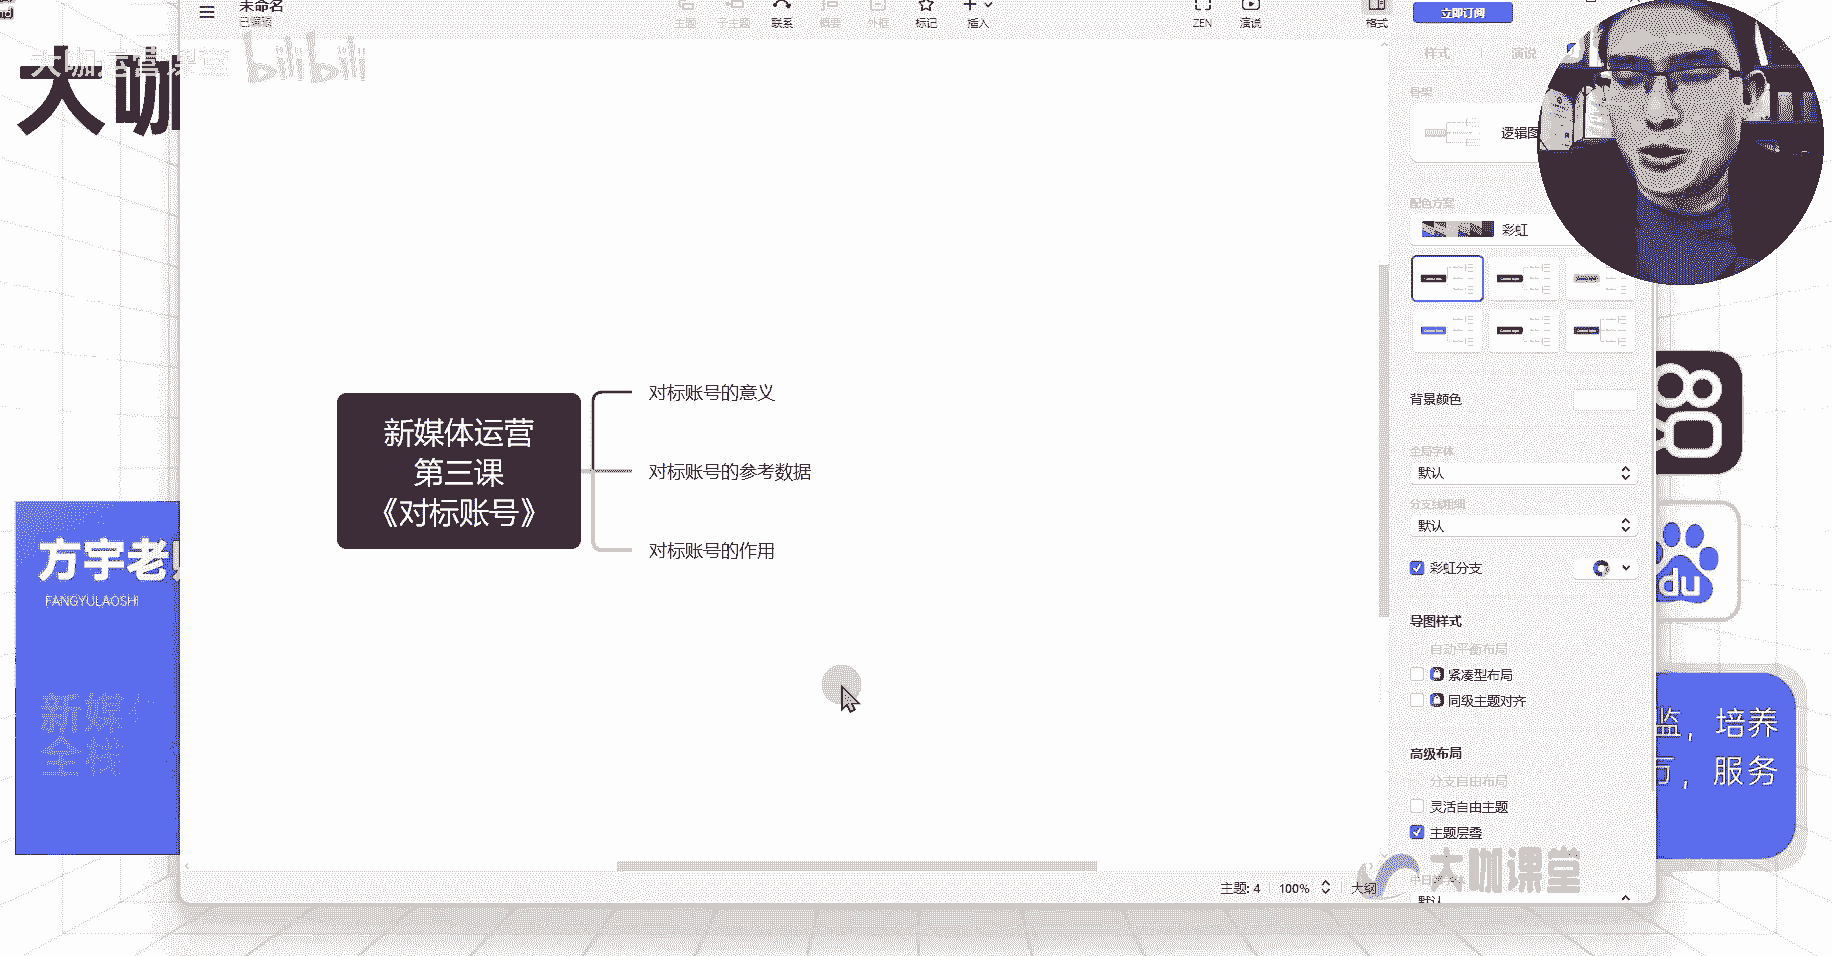 未命名
已编辑
主题
子主题
联系
概要
外框
标记
插入
ZEN
演说
格式
立即订阅
大咖运营课堂
bilibili
大咖
样式
演说
骨架
逻辑图
配色方案
彩虹
新媒体运营
第三课
《对标账号》
对标账号的意义
对标账号的参考数据
对标账号的作用
背景颜色
全局字体
默认
分支线粗细
默认
彩虹分支
导图样式
自动平衡布局
紧凑型布局
同级主题对齐
高级布局
分支自由布局
灵活自由主题
主题层叠
默认
方宇老师
FANGYULAOSHI
新媒体
全栈
du
监，培养
万，服务
大咖课堂
主题: 4
100%
大纲